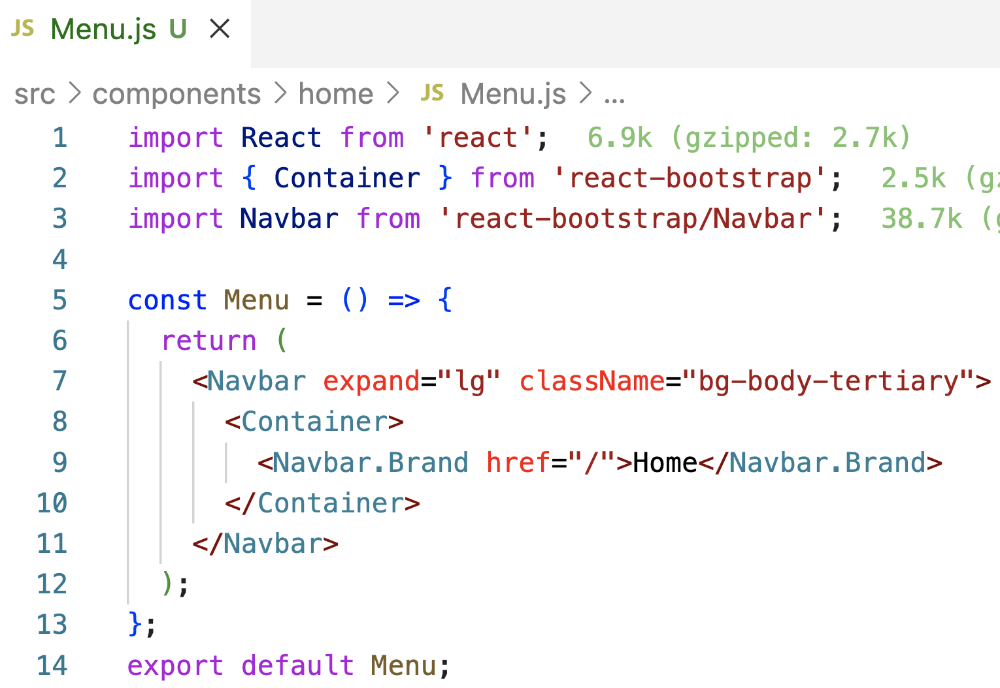 JS Menu.js U ×
src > components > home > JS Menu.js > ...
1 import React from 'react'; 6.9k (gzipped: 2.7k)
2 import { Container } from 'react-bootstrap'; 2.5k (gz
3 import Navbar from 'react-bootstrap/Navbar'; 38.7k (g
4
5 const Menu = () => {
6 return (
7 <Navbar expand="lg" className="bg-body-tertiary">
8 <Container>
9 <Navbar.Brand href="/">Home</Navbar.Brand>
10 </Container>
11 </Navbar>
12 );
13 };
14 export default Menu;